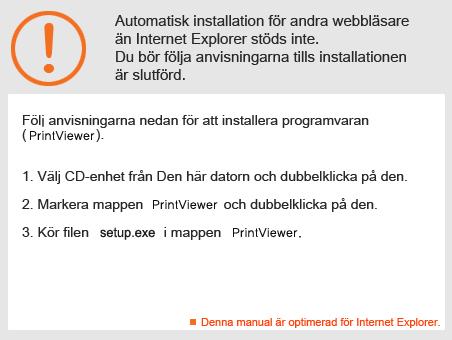 Automatisk installation för andra webbläsare
än Internet Explorer stöds inte.
Du bör följa anvisningarna tills installationen
är slutförd.
Följ anvisningarna nedan för att installera programvaran
( PrintViewer).
1. Välj CD-enhet från Den här datorn och dubbelklicka på den.
2. Markera mappen PrintViewer och dubbelklicka på den.
3. Kör filen setup.exe i mappen PrintViewer.
Denna manual är optimerad för Internet Explorer.